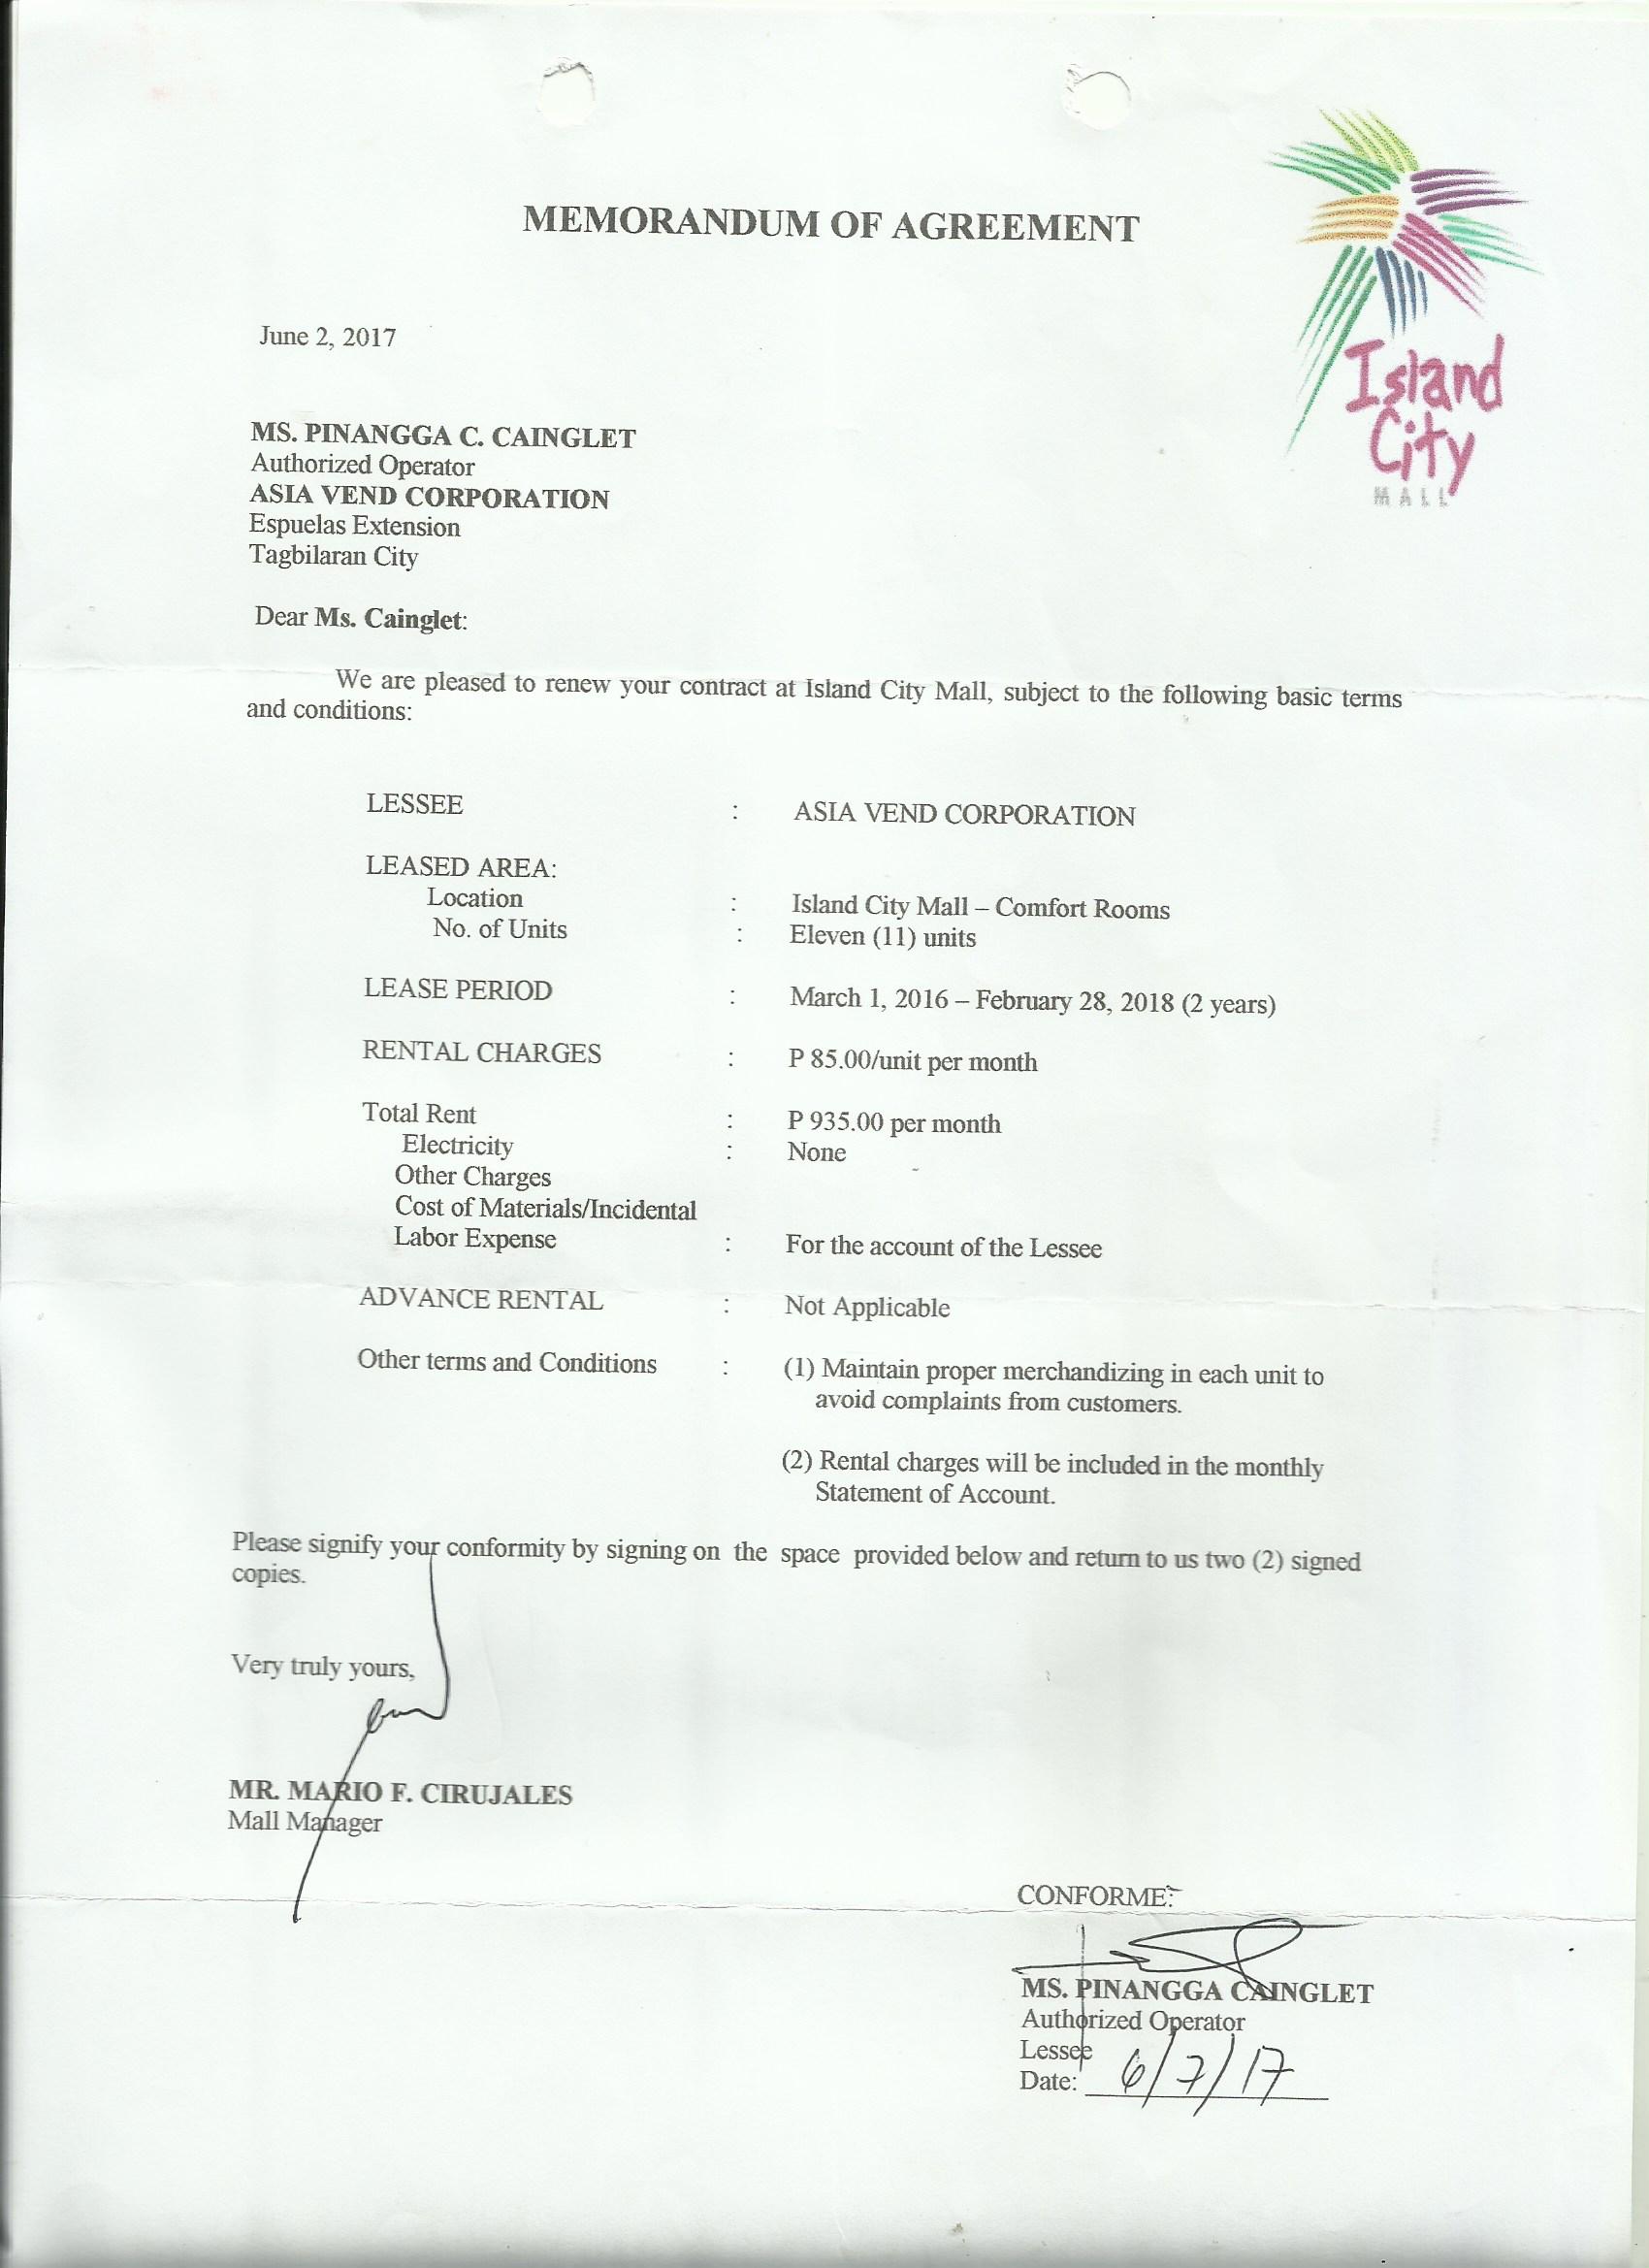 MEMORANDUM OF AGREEMENT
Island
City
MALL
June 2, 2017
MS. PINANGGA C. CAINGLET
Authorized Operator
ASIA VEND CORPORATION
Espuelas Extension
Tagbilaran City
Dear Ms. Cainglet:
We are pleased to renew your contract at Island City Mall, subject to the following basic terms
and conditions:
LESSEE : ASIA VEND CORPORATION
LEASED AREA:
Location : Island City Mall – Comfort Rooms
No. of Units : Eleven (11) units
LEASE PERIOD : March 1, 2016 – February 28, 2018 (2 years)
RENTAL CHARGES : P 85.00/unit per month
Total Rent : P 935.00 per month
Electricity : None
Other Charges
Cost of Materials/Incidental
Labor Expense : For the account of the Lessee
ADVANCE RENTAL : Not Applicable
Other terms and Conditions : (1) Maintain proper merchandizing in each unit to
avoid complaints from customers.
(2) Rental charges will be included in the monthly
Statement of Account.
Please signify your conformity by signing on the space provided below and return to us two (2) signed
copies.
Very truly yours,
MR. MARIO F. CIRUJALES
Mall Manager
CONFORME:
MS. PINANGGA CAINGLET
Authorized Operator
Lessee
Date: 6/7/17